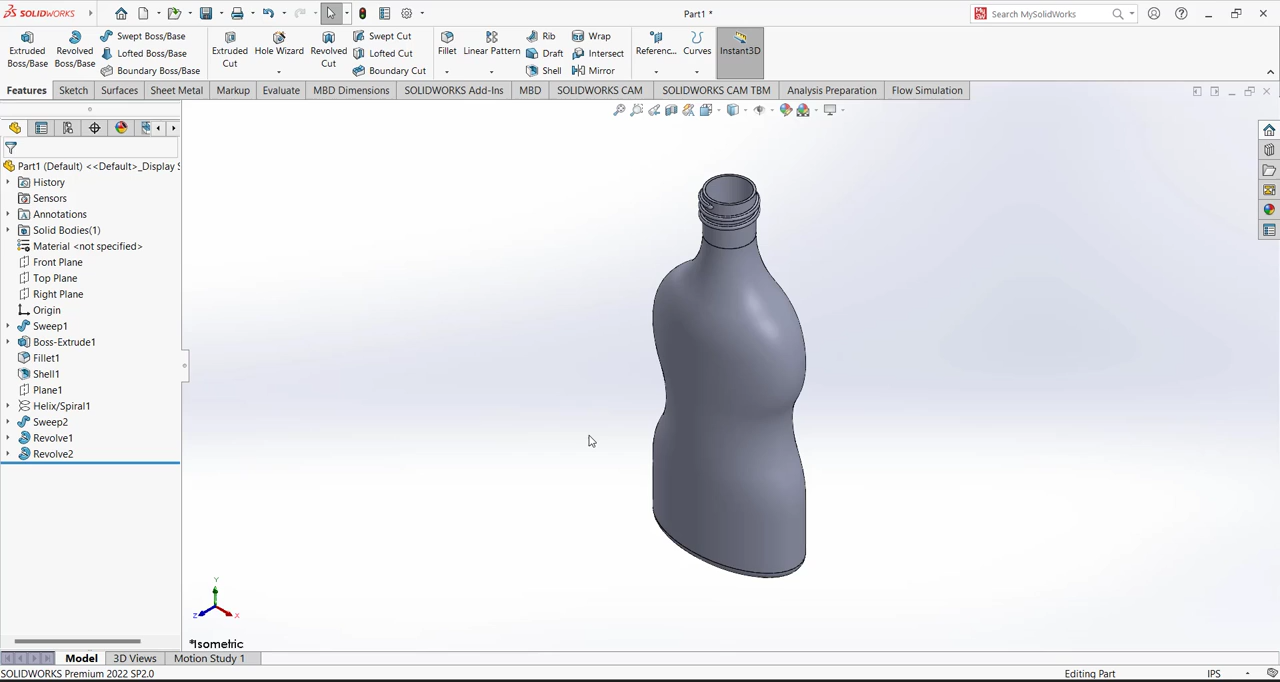 SOLIDWORKS
Part1 *
Search MySolidWorks
Extruded Boss/Base
Revolved Boss/Base
Swept Boss/Base
Lofted Boss/Base
Boundary Boss/Base
Extruded Cut
Hole Wizard
Revolved Cut
Swept Cut
Lofted Cut
Boundary Cut
Fillet
Linear Pattern
Rib
Draft
Shell
Wrap
Intersect
Mirror
Referenc...
Curves
Instant3D
Features Sketch Surfaces Sheet Metal Markup Evaluate MBD Dimensions SOLIDWORKS Add-Ins MBD SOLIDWORKS CAM SOLIDWORKS CAM TBM Analysis Preparation Flow Simulation
Part1 (Default) <<Default>_Display S
History
Sensors
Annotations
Solid Bodies(1)
Material <not specified>
Front Plane
Top Plane
Right Plane
Origin
Sweep1
Boss-Extrude1
Fillet1
Shell1
Plane1
Helix/Spiral1
Sweep2
Revolve1
Revolve2
Y
Z
X
*Isometric
Model 3D Views Motion Study 1
SOLIDWORKS Premium 2022 SP2.0
Editing Part
IPS